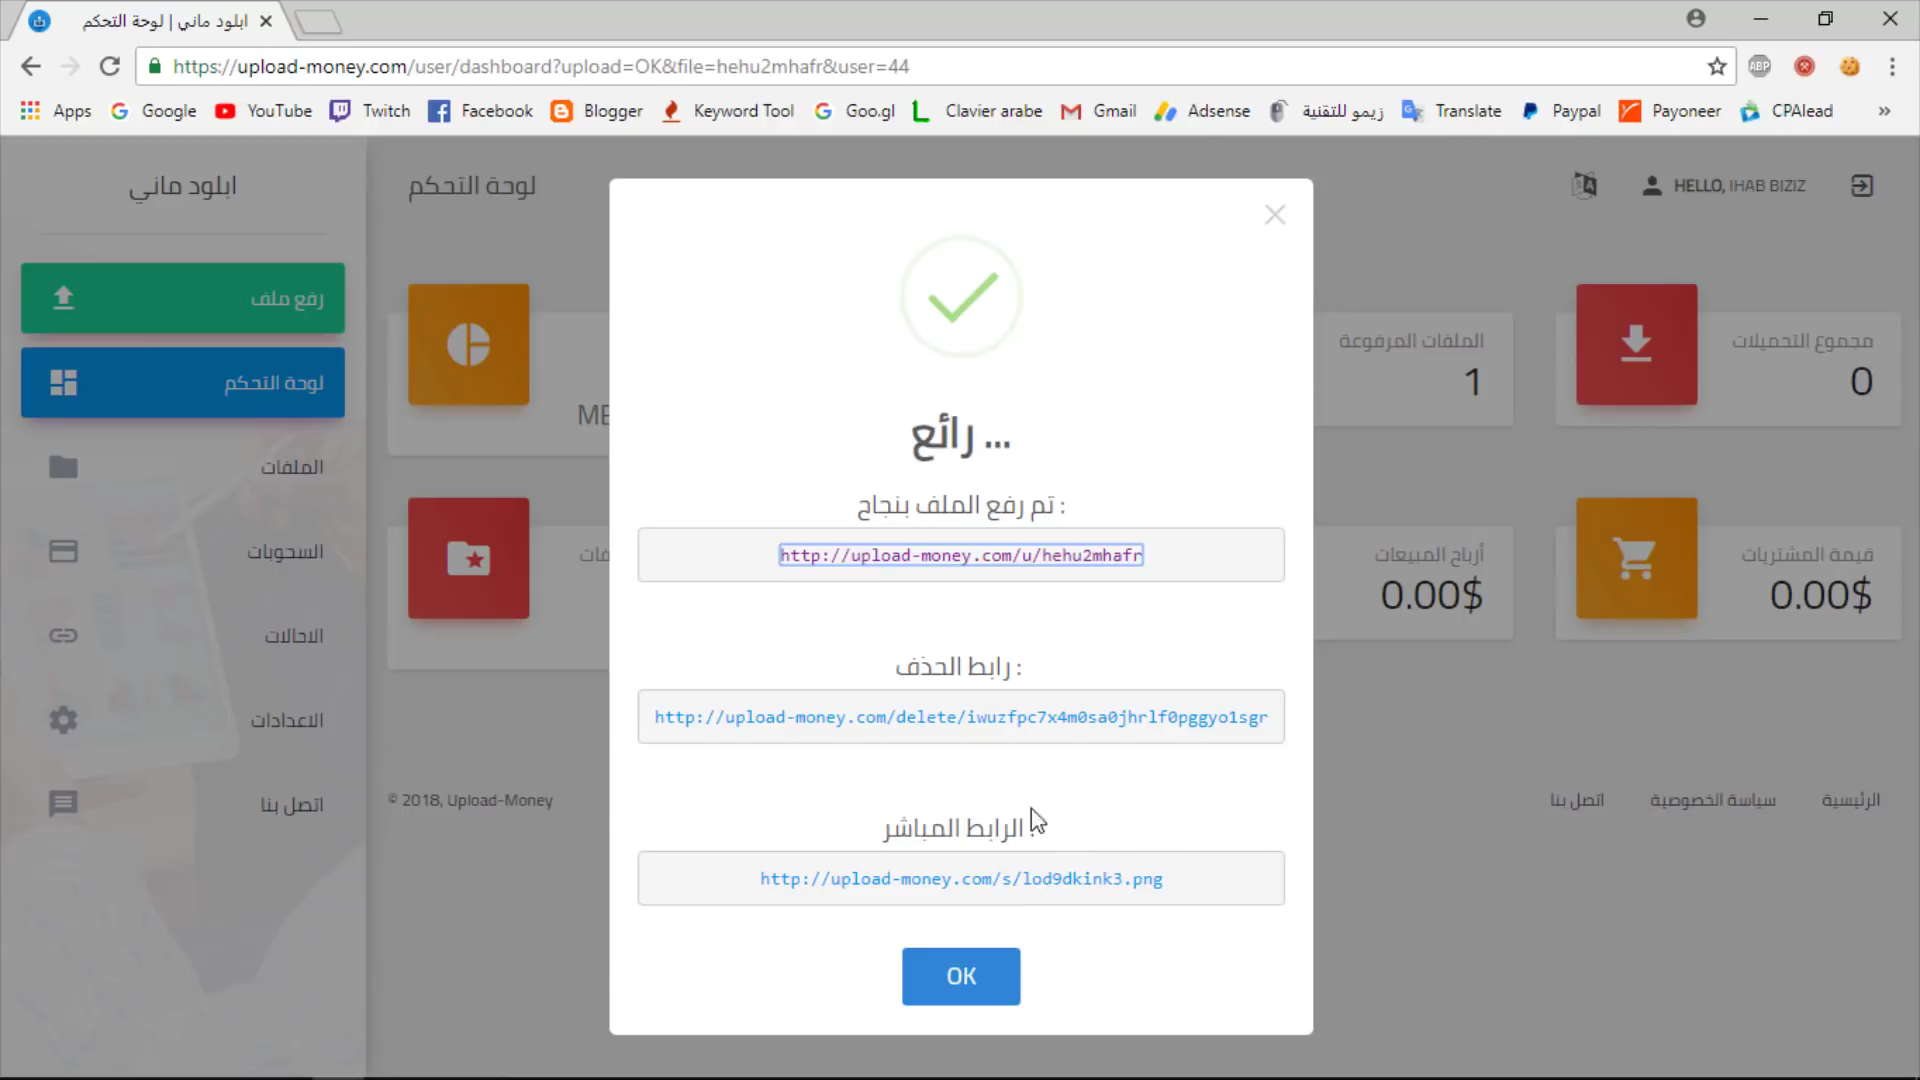 ابلود ماني | لوحة التحكم
https://upload-money.com/user/dashboard?upload=OK&file=hehu2mhafr&user=44
ABP
Apps Google YouTube Twitch Facebook Blogger Keyword Tool Goo.gl Clavier arabe Gmail Adsense زيمو للتقنية Translate Paypal Payoneer CPAlead »
ابلود ماني
لوحة التحكم
HELLO, IHAB BIZIZ
رفع ملف
لوحة التحكم
الملفات
السحوبات
الاحالات
الاعدادات
اتصل بنا
الملفات المرفوعة
1
مجموع التحميلات
0
أرباح المبيعات
0.00$
قيمة المشتريات
0.00$
رائع ...
تم رفع الملف بنجاح :
http://upload-money.com/u/hehu2mhafr
رابط الحذف :
http://upload-money.com/delete/iwuzfpc7x4m0sa0jhrlf0pggyo1sgr
الرابط المباشر :
http://upload-money.com/s/lod9dkink3.png
OK
© 2018, Upload-Money
الرئيسية سياسة الخصوصية اتصل بنا